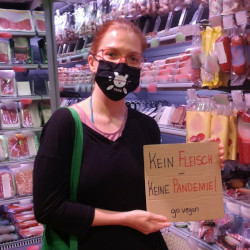 KEIN FLEISCH
-
KEINE PANDEMIE!
go vegan